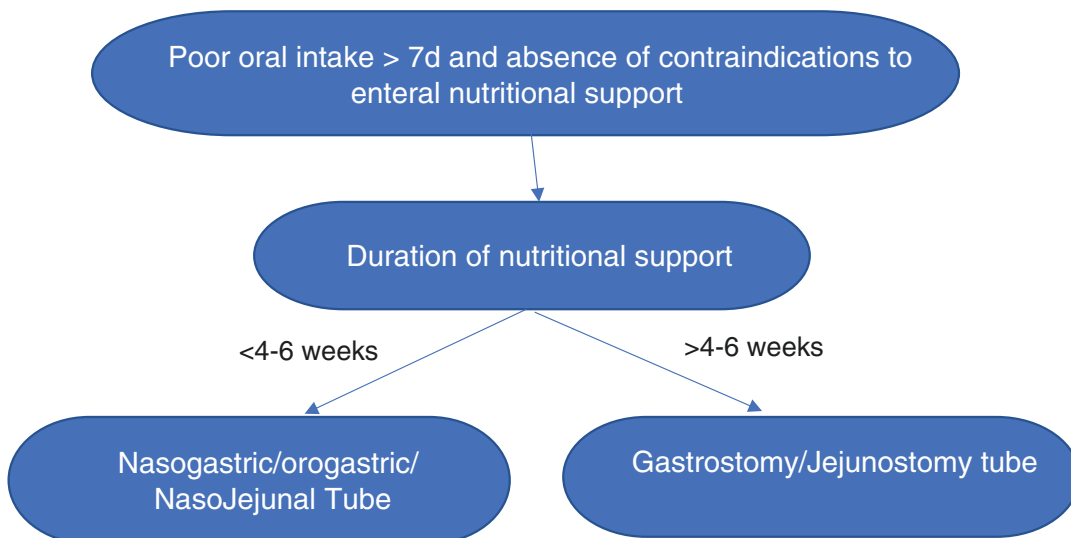 Poor oral intake > 7d and absence of contraindications to
enteral nutritional support
Duration of nutritional support
<4-6 weeks
>4-6 weeks
Nasogastric/orogastric/
NasoJejunal Tube
Gastrostomy/Jejunostomy tube